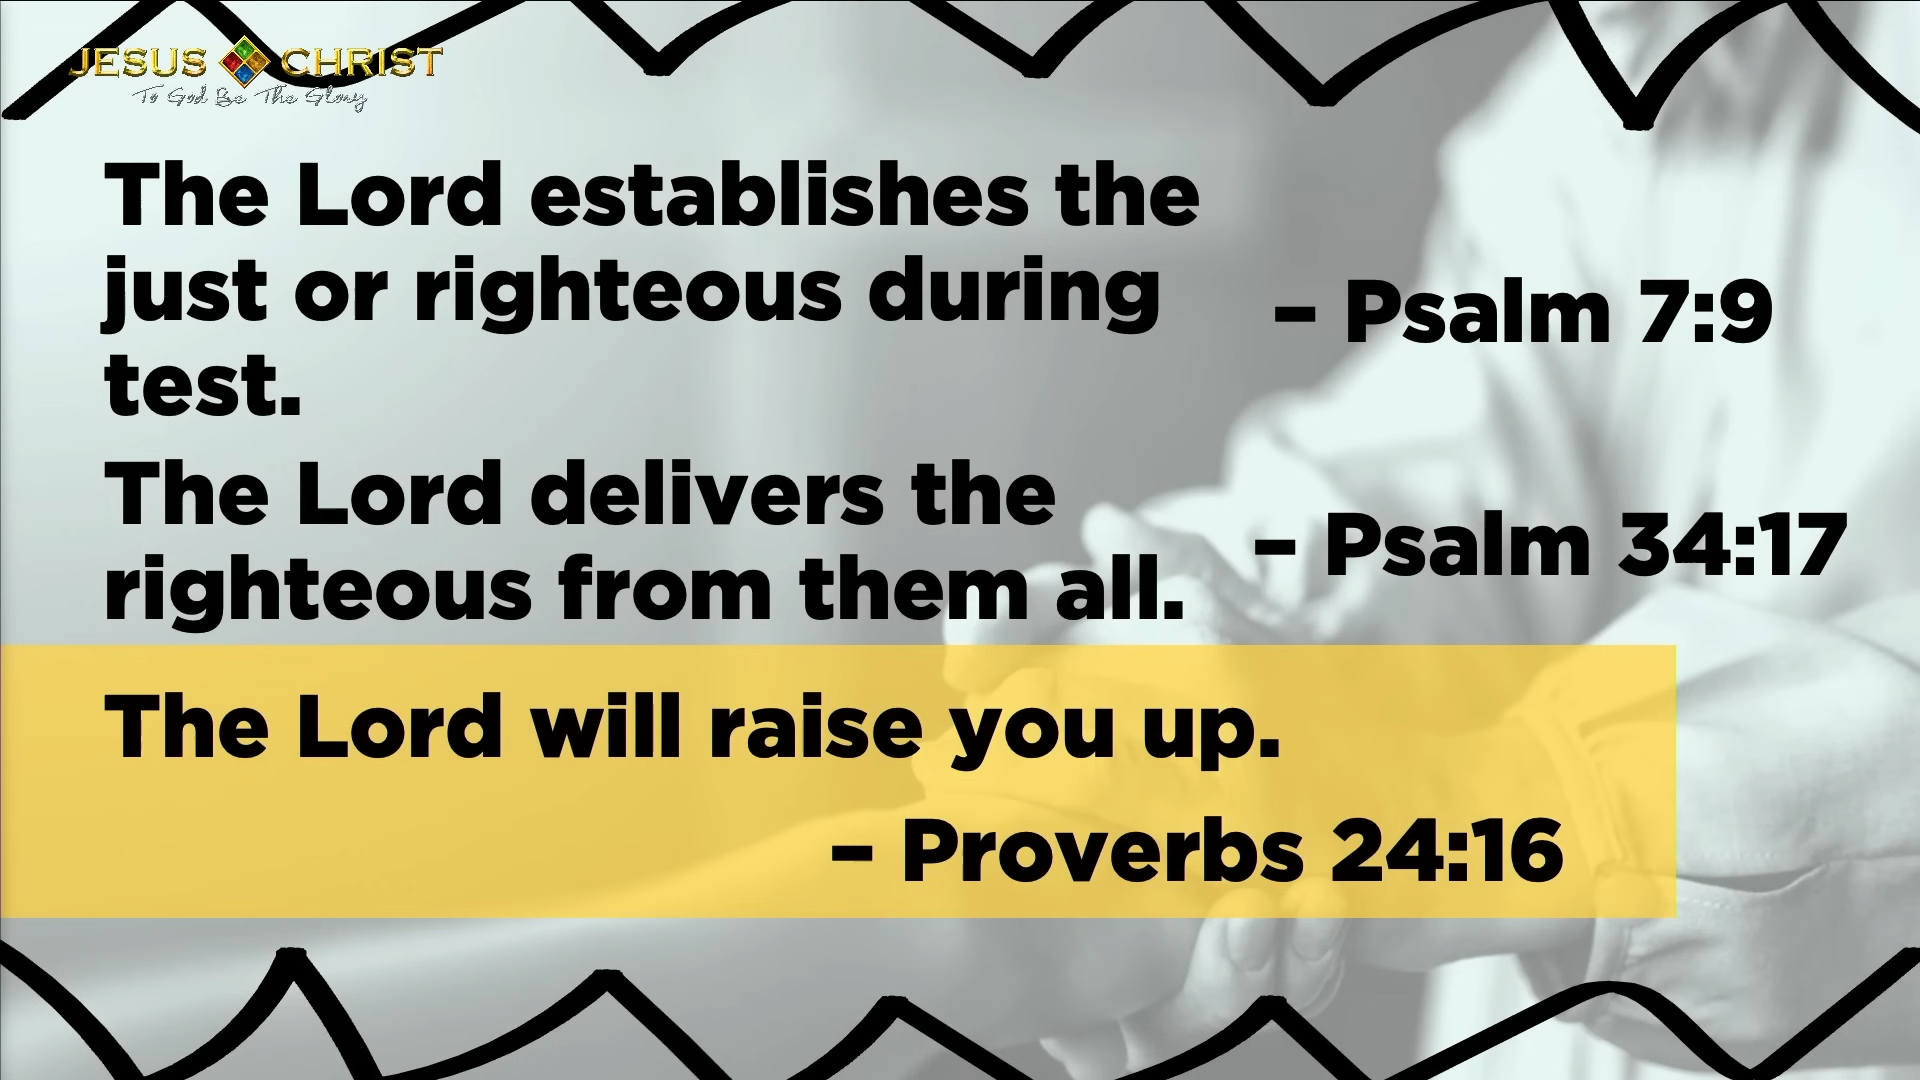 JESUS CHRIST
To God Be The Glory
The Lord establishes the
just or righteous during
test.
– Psalm 7:9
The Lord delivers the
righteous from them all.
– Psalm 34:17
The Lord will raise you up.
– Proverbs 24:16